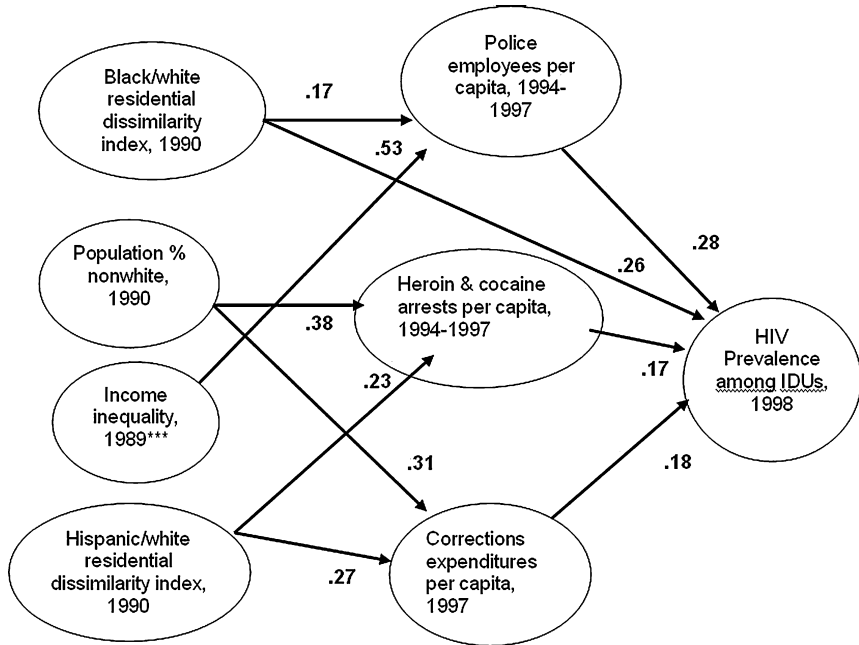 Black/white
residential
dissimilarity
index, 1990
.17
Police
employees per
capita, 1994-
1997
.53
.28
Population %
nonwhite,
1990
.38
Heroin & cocaine
arrests per capita,
1994-1997
.26
HIV
Prevalence
among IDUs,
1998
.17
Income
inequality,
1989***
.23
.31
.18
Hispanic/white
residential
dissimilarity index,
1990
.27
Corrections
expenditures
per capita,
1997